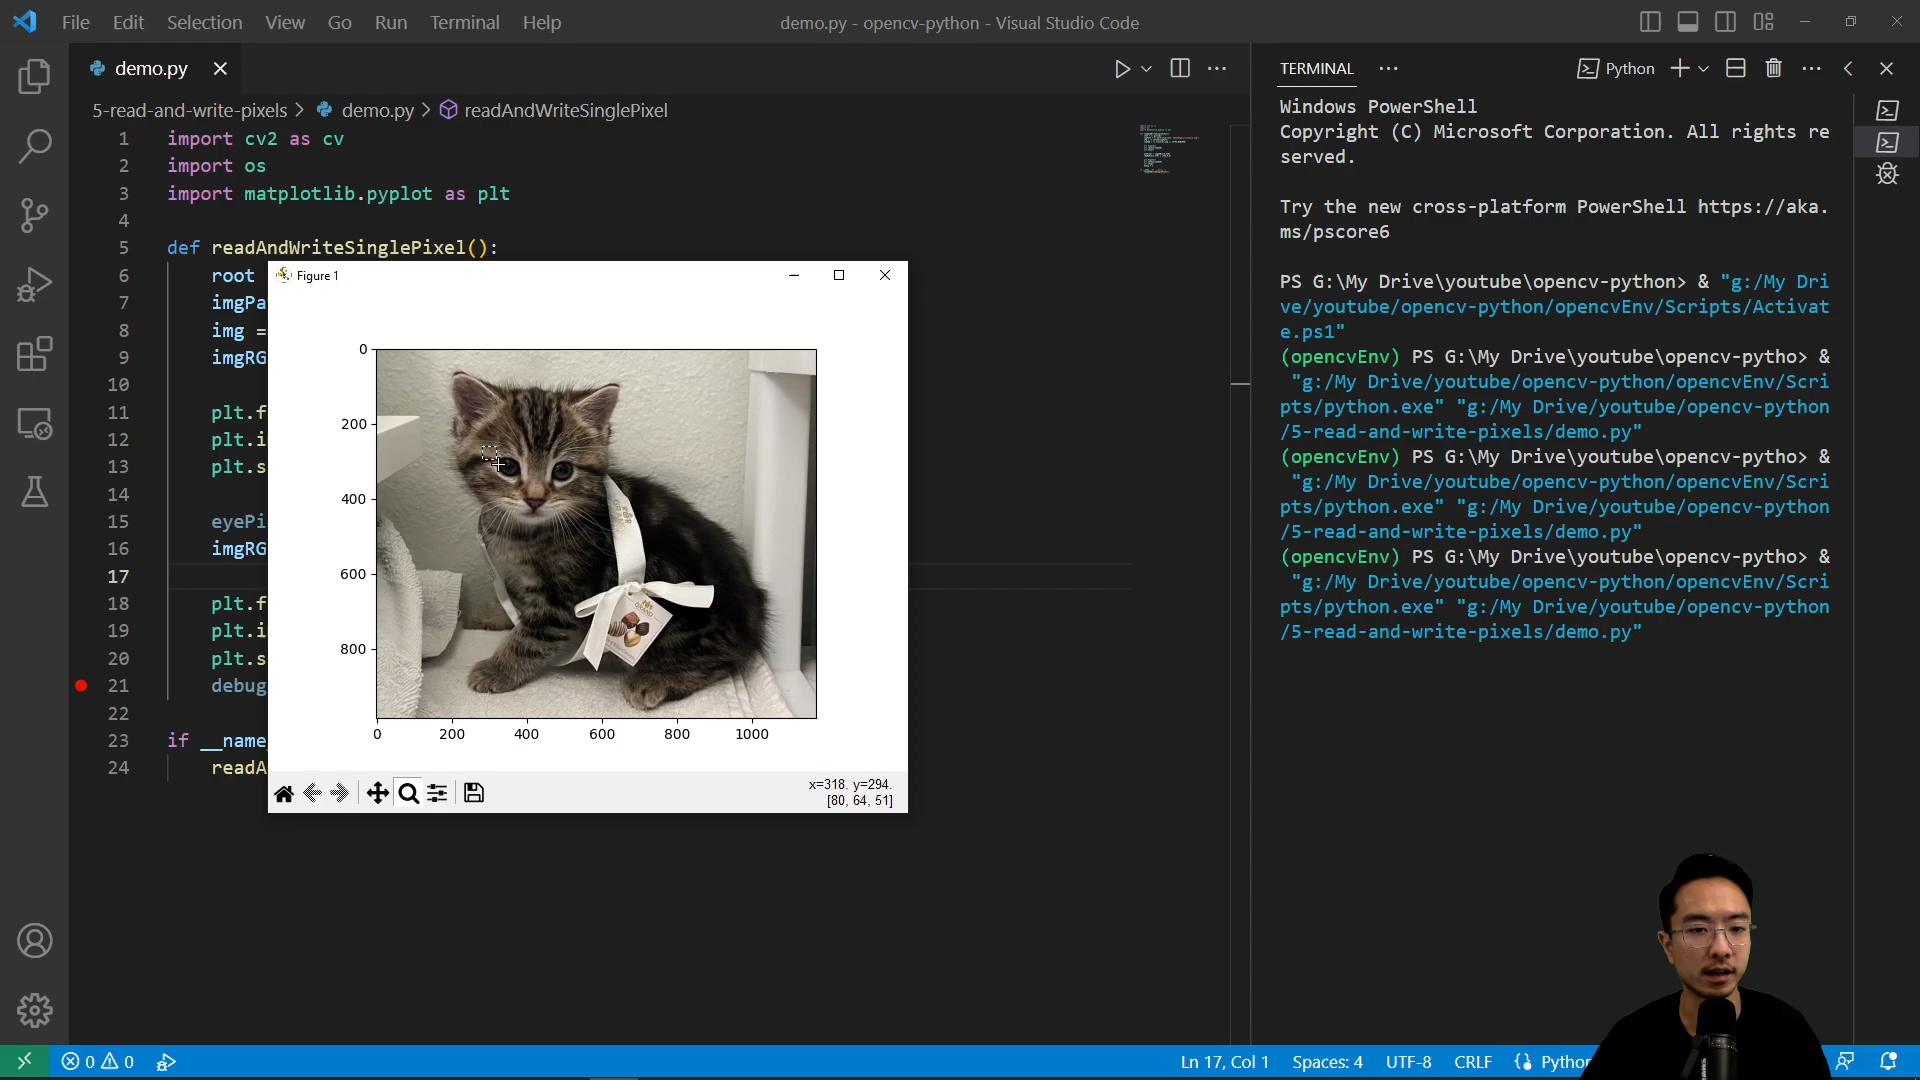 File Edit Selection View Go Run Terminal Help
demo.py - opencv-python - Visual Studio Code
demo.py
5-read-and-write-pixels > demo.py > readAndWriteSinglePixel
1 import cv2 as cv
2 import os
3 import matplotlib.pyplot as plt
4
5 def readAndWriteSinglePixel():
6 root
7 imgPa
8 img =
9 imgRG
10
11 plt.f
12 plt.i
13 plt.s
14
15 eyePi
16 imgRG
17
18 plt.f
19 plt.i
20 plt.s
21 debug
22
23 if __name_
24 readA
Figure 1
0
200
400
600
800
0 200 400 600 800 1000
GRAND
x=318. y=294.
[80, 64, 51]
TERMINAL
Python
Windows PowerShell
Copyright (C) Microsoft Corporation. All rights re
served.
Try the new cross-platform PowerShell https://aka.
ms/pscore6
PS G:\My Drive\youtube\opencv-python> & "g:/My Dri
ve/youtube/opencv-python/opencvEnv/Scripts/Activat
e.ps1"
(opencvEnv) PS G:\My Drive\youtube\opencv-pytho> &
"g:/My Drive/youtube/opencv-python/opencvEnv/Scri
pts/python.exe" "g:/My Drive/youtube/opencv-python
/5-read-and-write-pixels/demo.py"
(opencvEnv) PS G:\My Drive\youtube\opencv-pytho> &
"g:/My Drive/youtube/opencv-python/opencvEnv/Scri
pts/python.exe" "g:/My Drive/youtube/opencv-python
/5-read-and-write-pixels/demo.py"
(opencvEnv) PS G:\My Drive\youtube\opencv-pytho> &
"g:/My Drive/youtube/opencv-python/opencvEnv/Scri
pts/python.exe" "g:/My Drive/youtube/opencv-python
/5-read-and-write-pixels/demo.py"
0 0
Ln 17, Col 1 Spaces: 4 UTF-8 CRLF Python